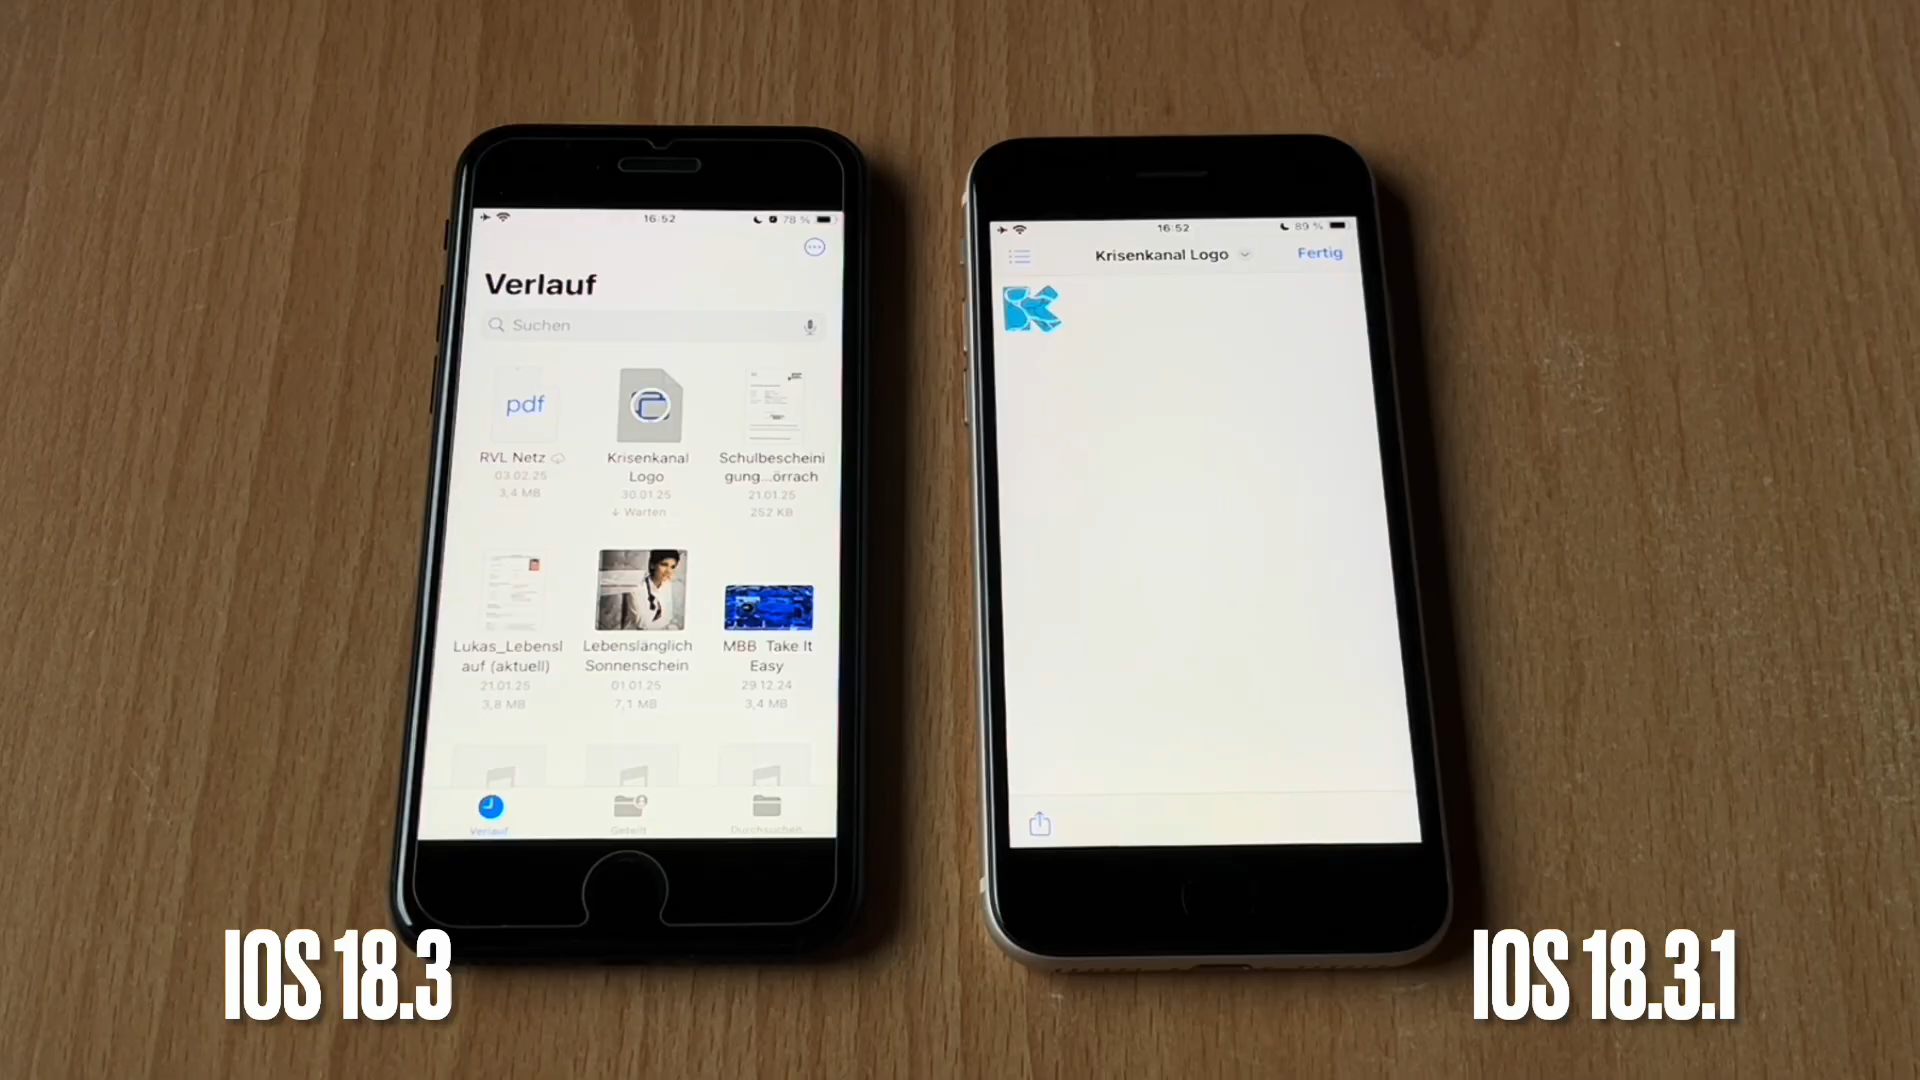 16:52
78 %
Verlauf
Suchen
pdf
RVL Netz
03.02.25
3,4 MB
Krisenkanal
Logo
30.01.25
↓ Warten ...
Schulbescheini
gung...örrach
21.01.25
252 KB
Lukas_Lebensl
auf (aktuell)
21.01.25
3,8 MB
Lebenslänglich
Sonnenschein
01.01.25
7,1 MB
MBB Take It
Easy
29.12.24
3,4 MB
Verlauf
Geteilt
Durchsuchen
16:52
89 %
Krisenkanal Logo
Fertig
IOS 18.3
IOS 18.3.1